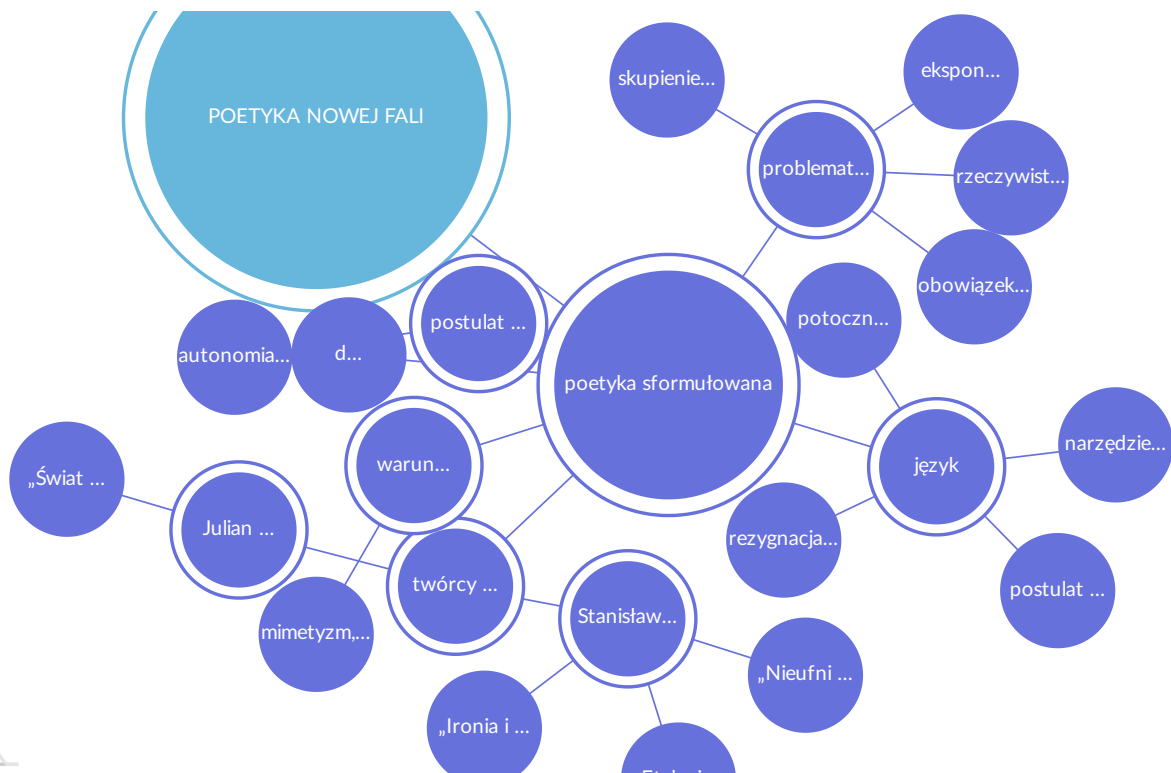 POETYKA NOWEJ FALI
skupienie...
ekspon...
problemat...
rzeczywist...
obowiązek...
potoczn...
postulat ...
autonomia...
d...
poetyka sformułowana
warun...
język
narzędzie...
„Świat ...
Julian ...
rezygnacja...
twórcy ...
postulat ...
mimetyzm,...
Stanisław...
„Nieufni ...
„Ironia i ...